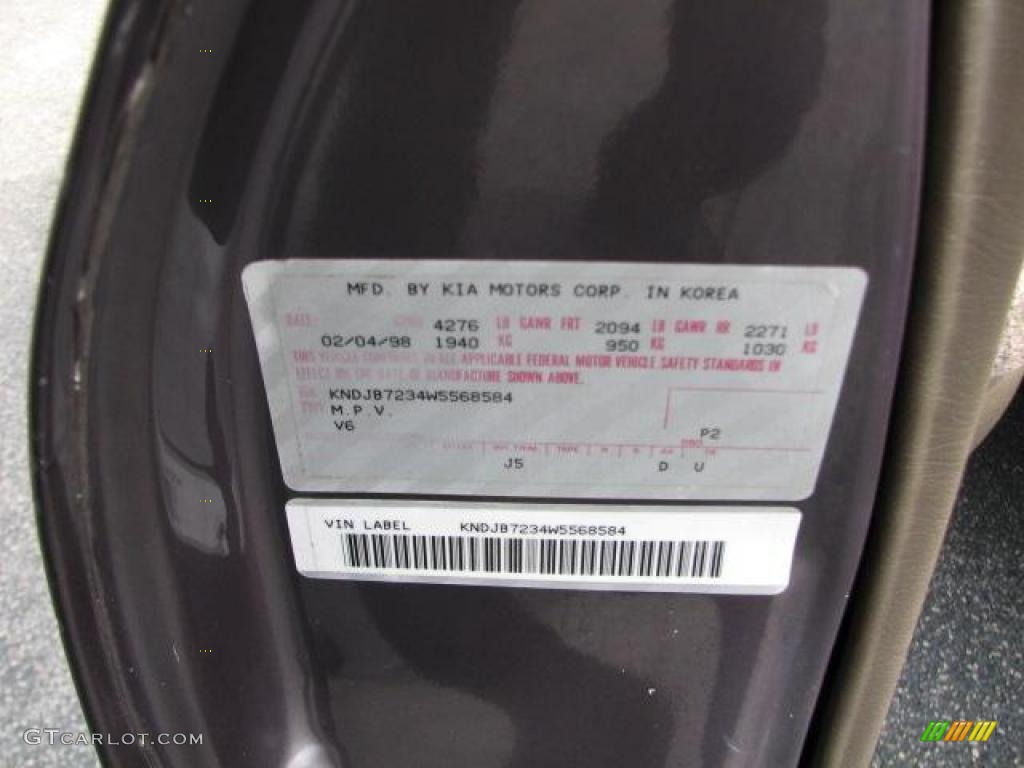 MFD. BY KIA MOTORS CORP. IN KOREA
DATE: 4276 LB GAWR FRT 2094 LB GAWR RR 2271 LB
02/04/98 1940 KG 950 KG 1030 KG
THIS VEHICLE CONFORMS TO ALL APPLICABLE FEDERAL MOTOR VEHICLE SAFETY STANDARDS IN
EFFECT ON THE DATE OF MANUFACTURE SHOWN ABOVE.
KNDJB7234W5568584
M.P.V.
V6
P2
J5 D U
VIN LABEL KNDJB7234W5568584
GTCARLOT.COM